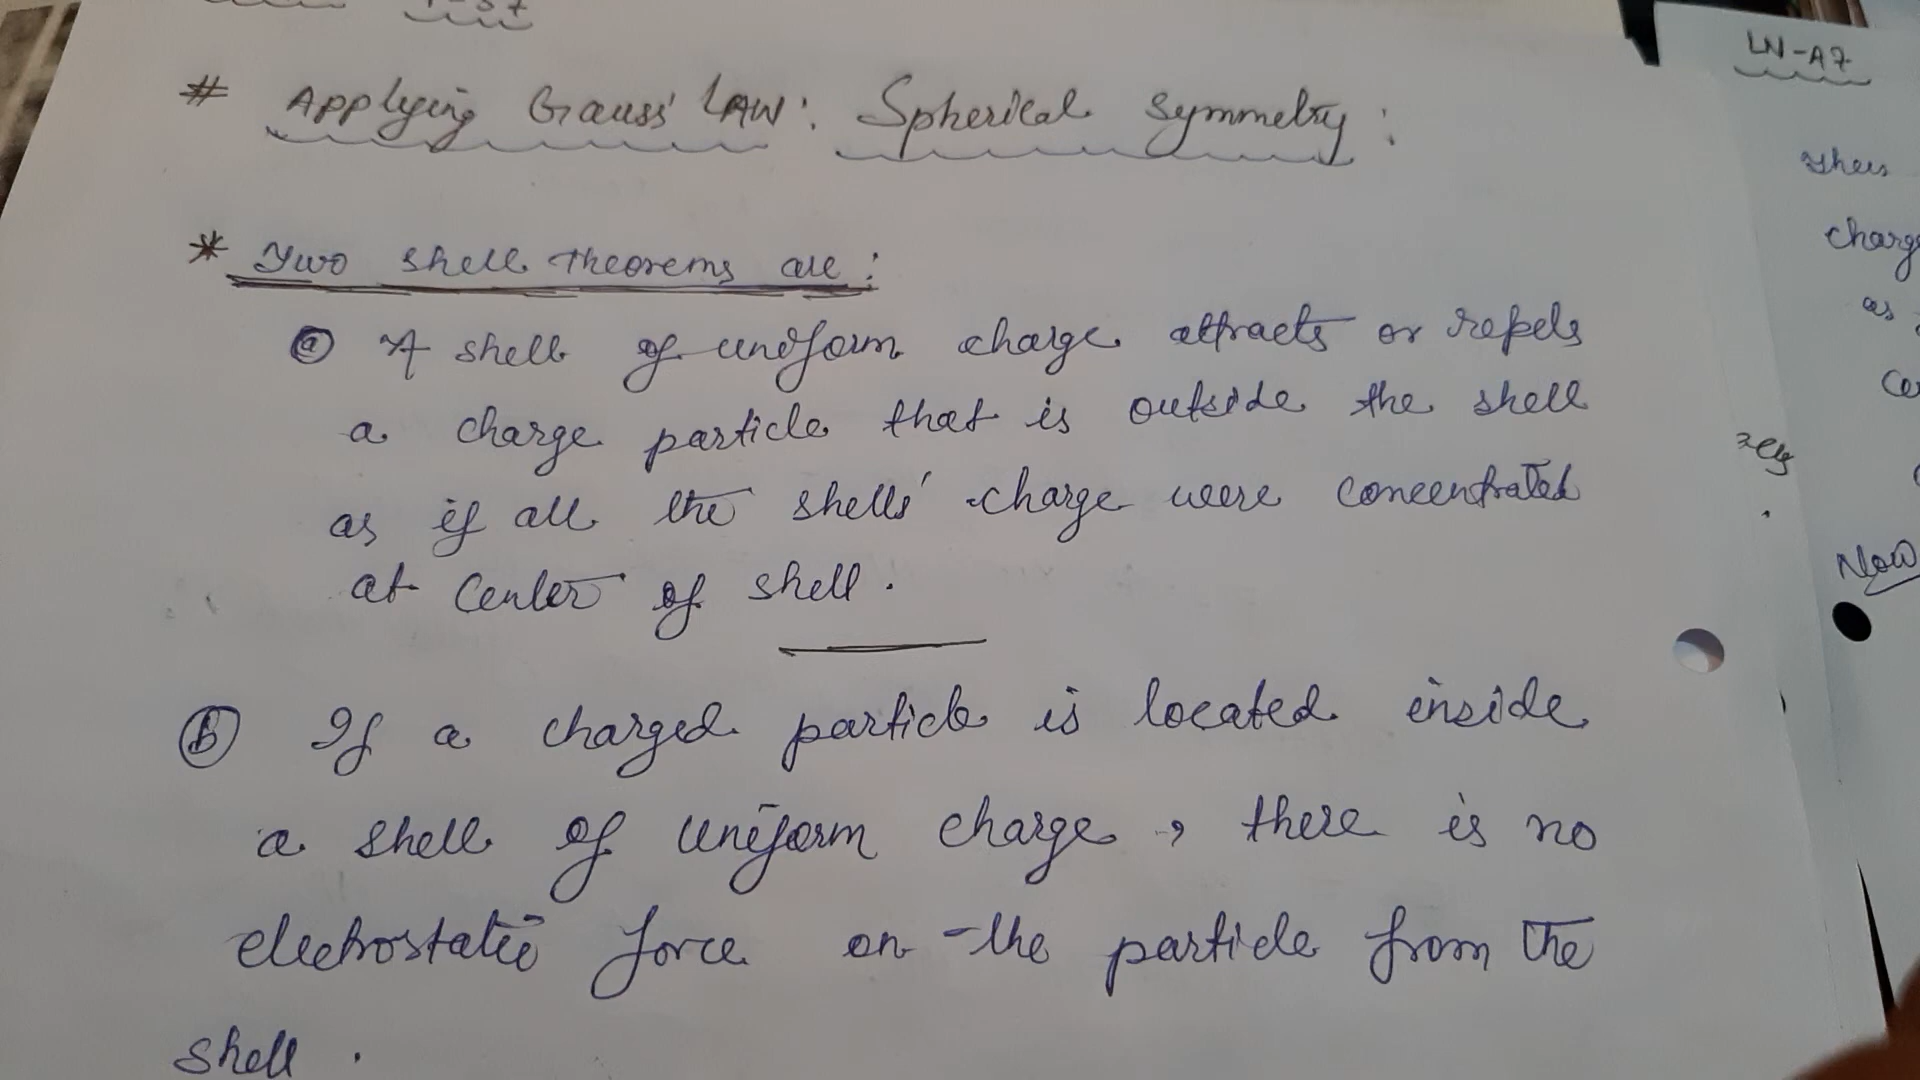 # Applying Gauss' LAW: Spherical Symmetry:
* Two shell theorems are:
(a) A shell of uniform charge attracts or repels
a charge particle that is outside the shell
as if all the shells' charge were concentrated
at center of shell.
(b) If a charged particle is located inside
a shell of uniform charge, there is no
electrostatic force on the particle from the
shell.
LN-A7
charge
as
Now